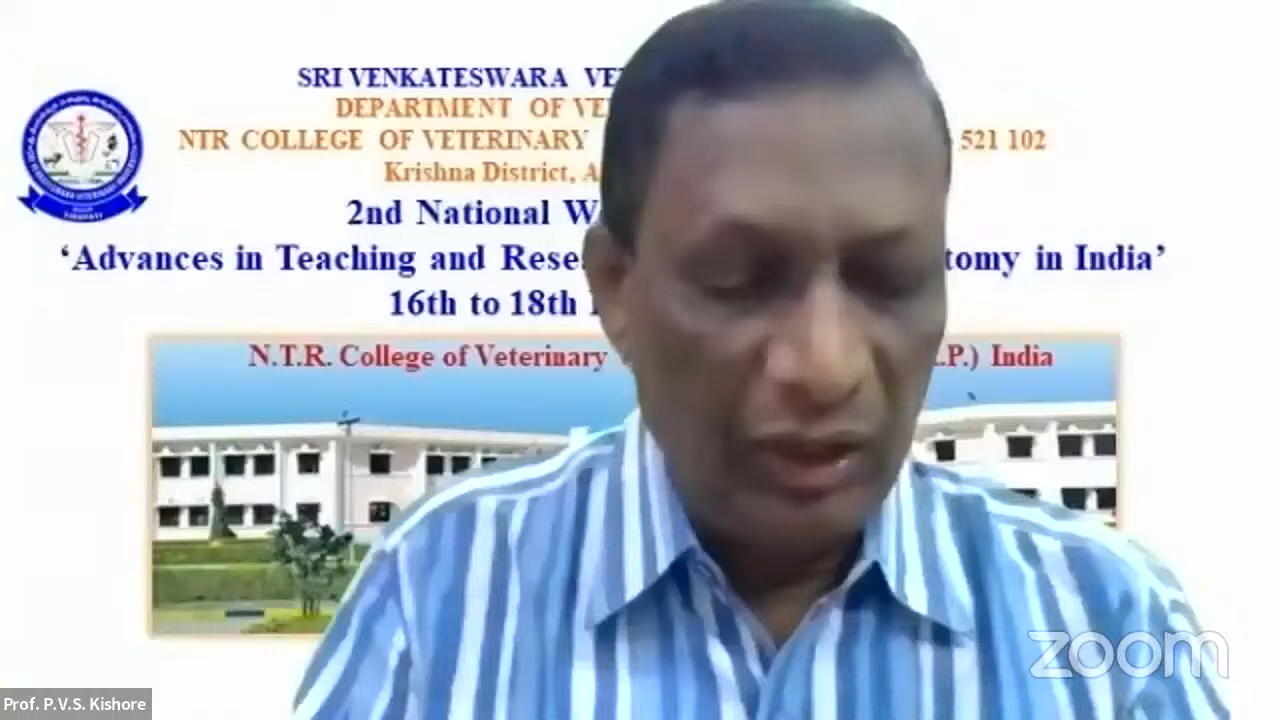 SRI VENKATESWARA VE
DEPARTMENT OF VE
NTR COLLEGE OF VETERINARY 521 102
Krishna District, A
2nd National W
‘Advances in Teaching and Rese tomy in India’
16th to 18th
N.T.R. College of Veterinary .P.) India
zoom
Prof. P.V.S. Kishore